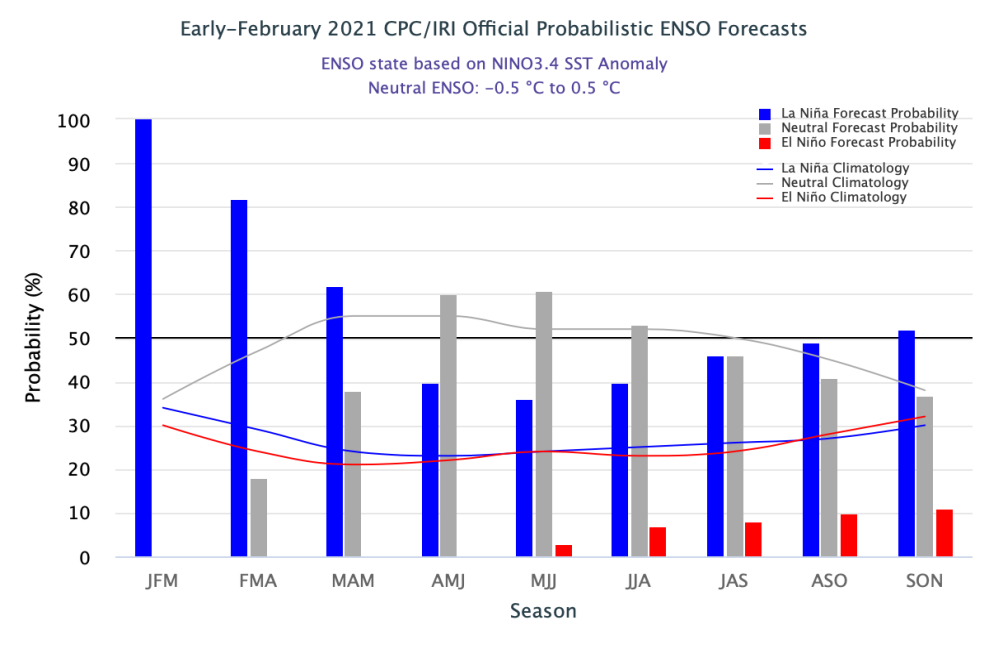 Early-February 2021 CPC/IRI Official Probabilistic ENSO Forecasts
ENSO state based on NINO3.4 SST Anomaly
Neutral ENSO: -0.5 °C to 0.5 °C
La Niña Forecast Probability
Neutral Forecast Probability
El Niño Forecast Probability
La Niña Climatology
Neutral Climatology
El Niño Climatology
Probability (%)
100
90
80
70
60
50
40
30
20
10
0
JFM FMA MAM AMJ MJJ JJA JAS ASO SON
Season